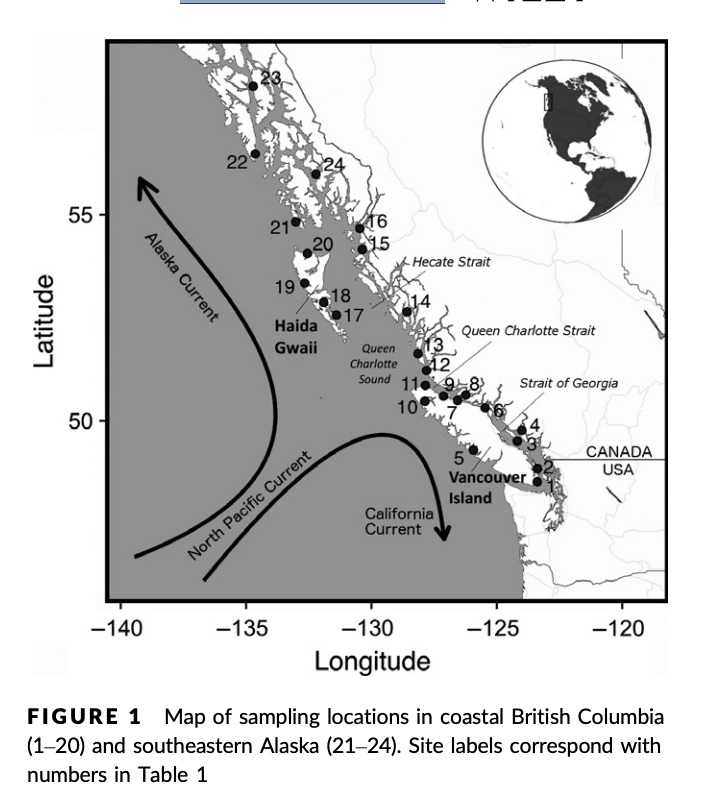 23
22
24
55
21
16
15
20
Hecate Strait
Alaska Current
19
18
17
14
Haida
Gwaii
Queen Charlotte Strait
Queen
Charlotte
Sound
13
12
Strait of Georgia
11
9
8
10
7
6
50
4
3
5
CANADA
USA
2
1
Vancouver
Island
North Pacific Current
California
Current
Latitude
−140
−135
−130
−125
−120
Longitude
FIGURE 1 Map of sampling locations in coastal British Columbia
(1–20) and southeastern Alaska (21–24). Site labels correspond with
numbers in Table 1